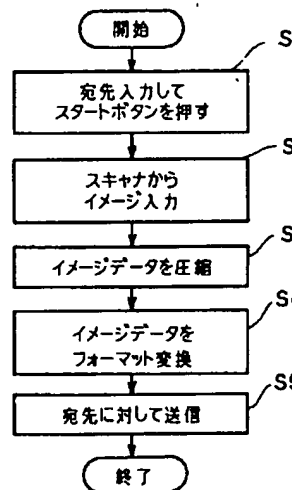 開始
S
宛先入力して
スタートボタンを押す
S
スキャナから
イメージ入力
S
イメージデータを圧縮
S
イメージデータを
フォーマット変換
S5
宛先に対して送信
終了